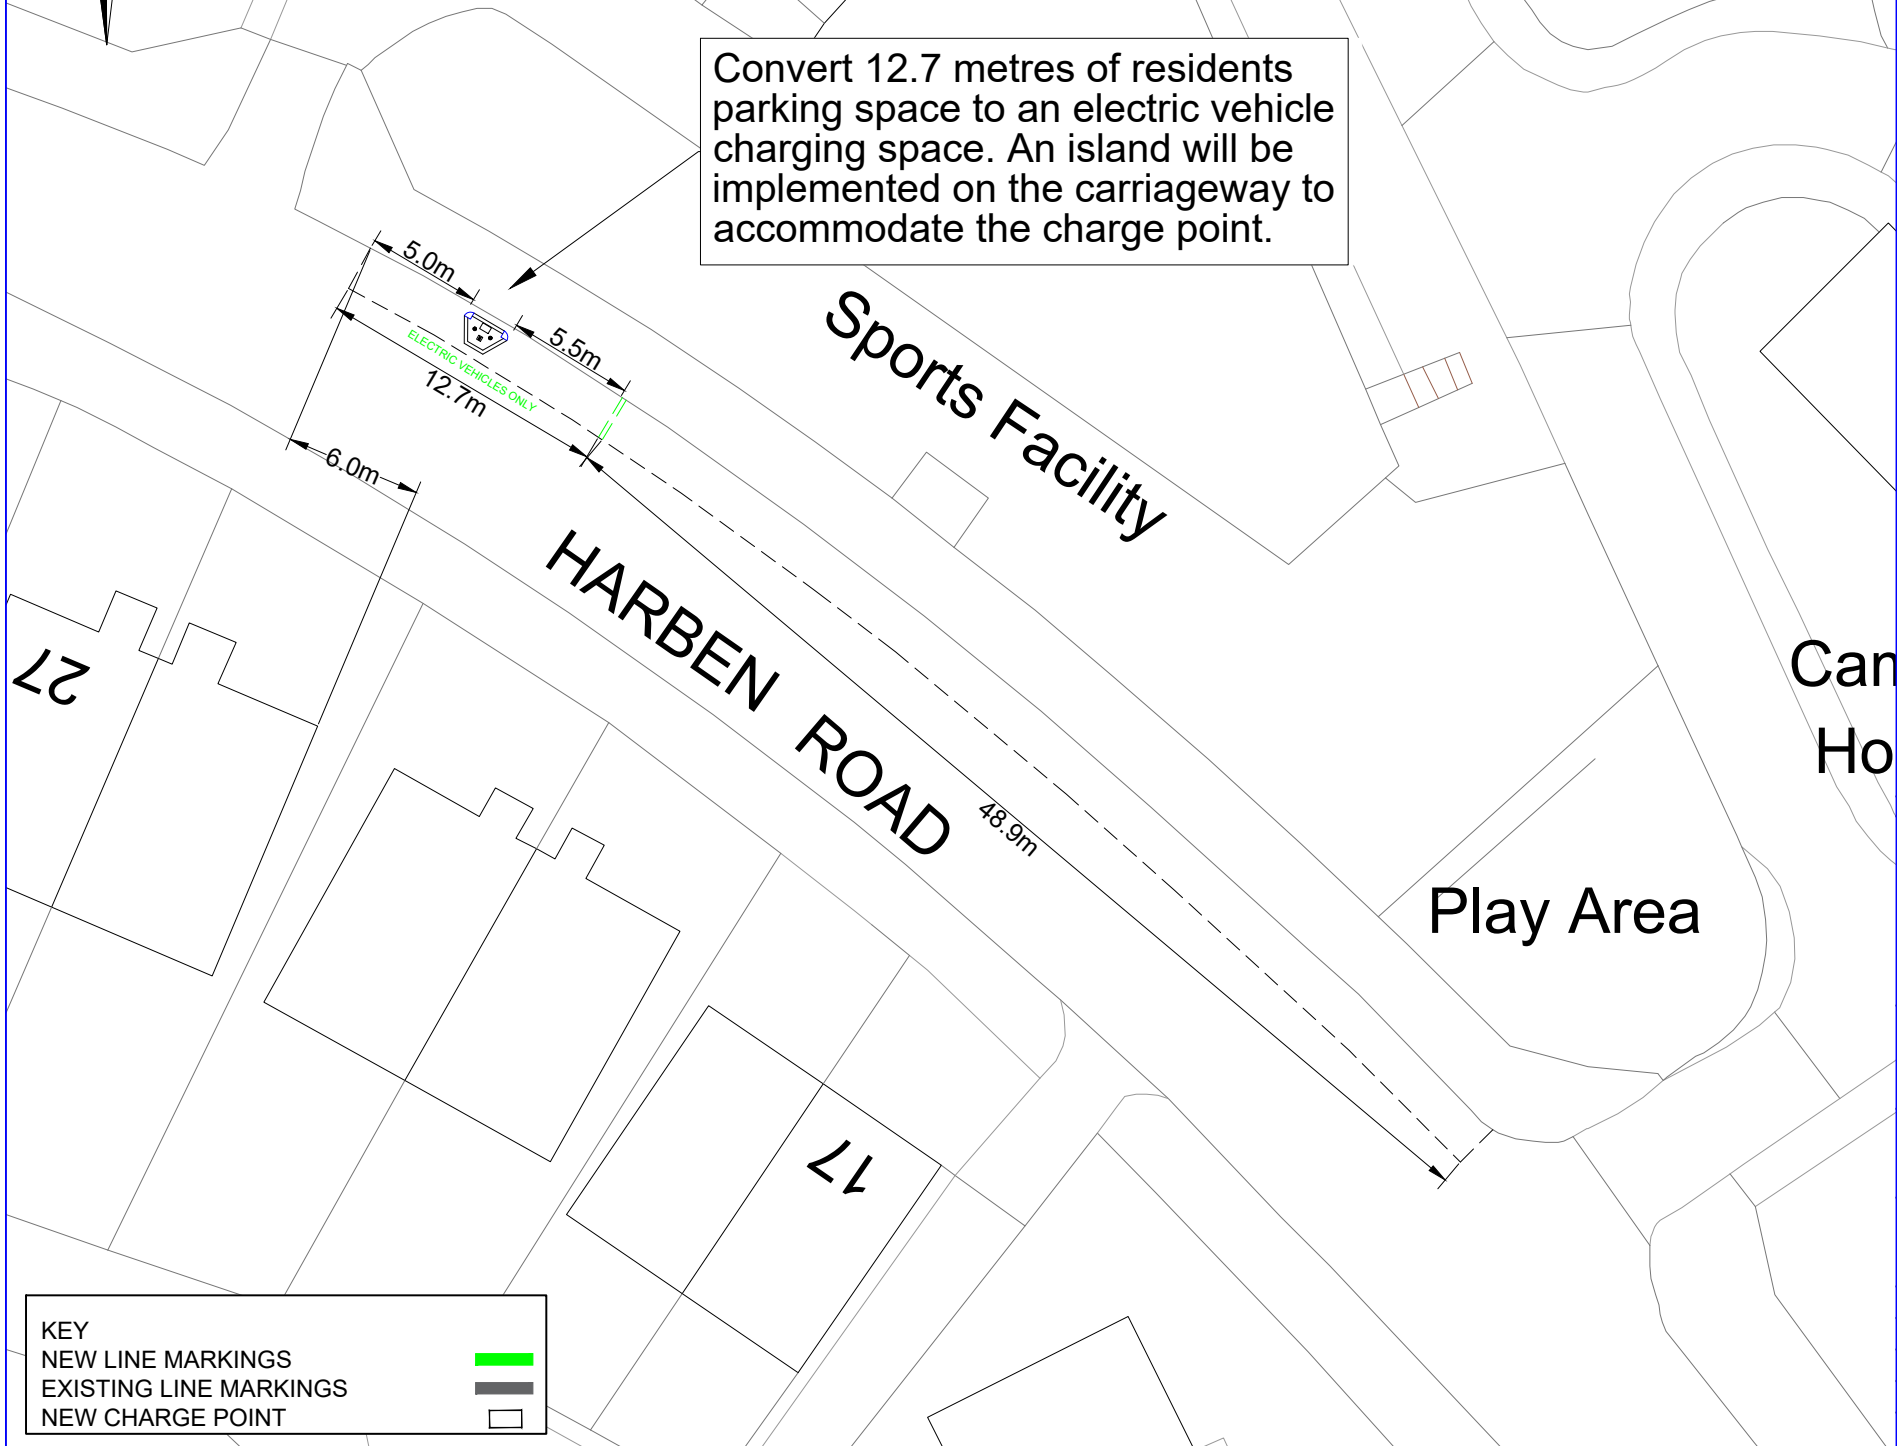 Convert 12.7 metres of residents
parking space to an electric vehicle
charging space. An island will be
implemented on the carriageway to
accommodate the charge point.
5.0m
5.5m
ELECTRIC VEHICLES ONLY
12.7m
6.0m
Sports Facility
HARBEN ROAD
48.9m
27
17
Play Area
Cam
Ho
KEY
NEW LINE MARKINGS
EXISTING LINE MARKINGS
NEW CHARGE POINT